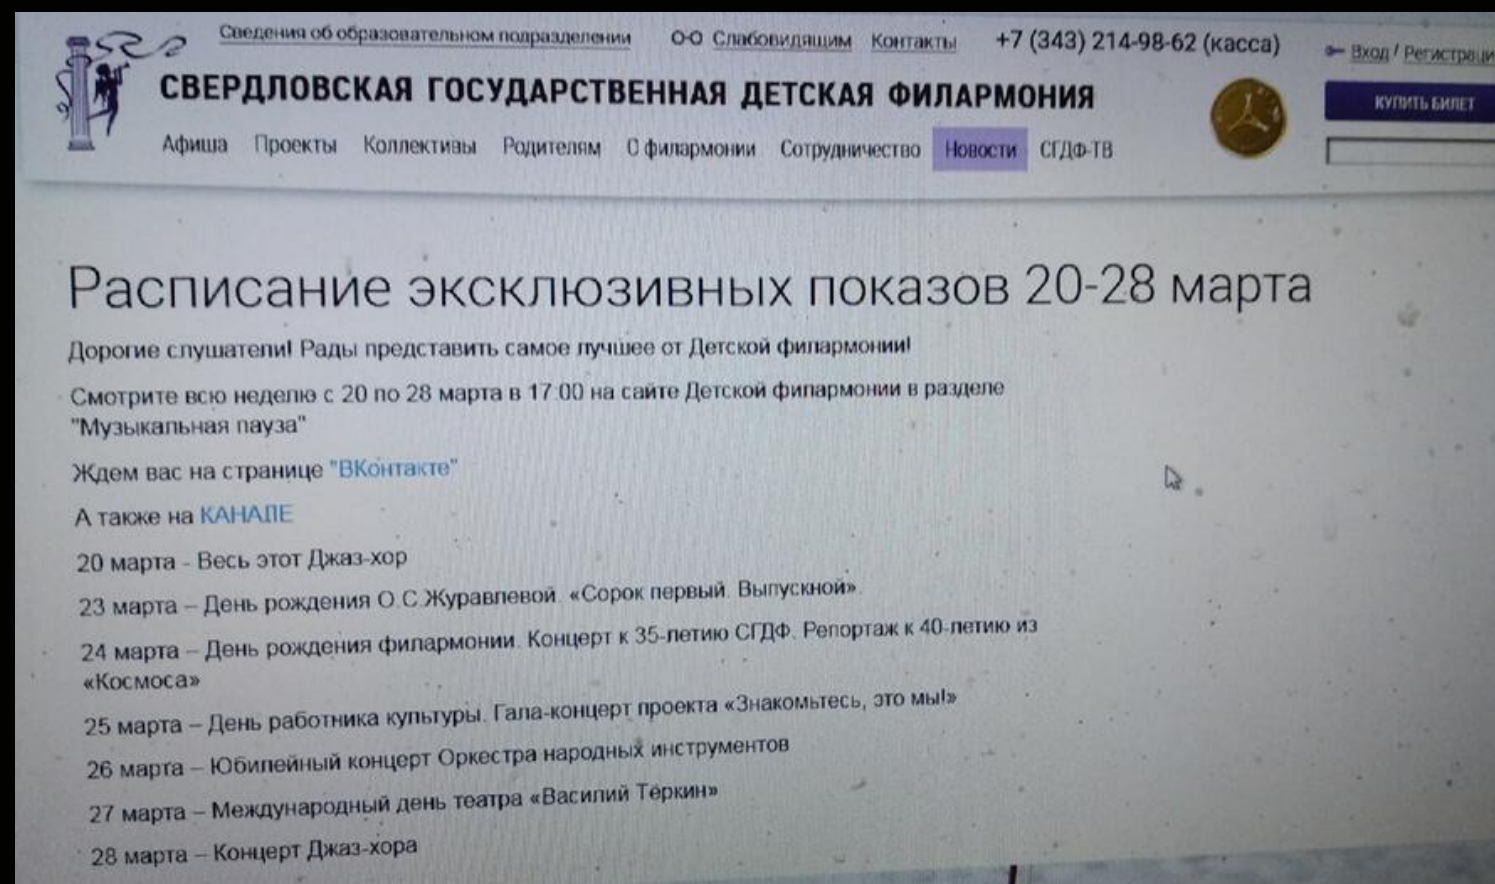 Сведения об образовательном подразделении Слабовидящим Контакты +7 (343) 214-98-62 (касса) Вход / Регистраци
СВЕРДЛОВСКАЯ ГОСУДАРСТВЕННАЯ ДЕТСКАЯ ФИЛАРМОНИЯ
КУПИТЬ БИЛЕТ
Афиша Проекты Коллективы Родителям О филармонии Сотрудничество Новости СГДФ-ТВ
Расписание эксклюзивных показов 20-28 марта
Дорогие слушатели! Рады представить самое лучшее от Детской филармонии!
Смотрите всю неделю с 20 по 28 марта в 17:00 на сайте Детской филармонии в разделе
"Музыкальная пауза"
Ждем вас на странице "ВКонтакте"
А также на КАНАЛЕ
20 марта - Весь этот Джаз-хор
23 марта – День рождения О.С.Журавлевой. «Сорок первый. Выпускной».
24 марта – День рождения филармонии. Концерт к 35-летию СГДФ. Репортаж к 40-летию из
«Космоса»
25 марта – День работника культуры. Гала-концерт проекта «Знакомьтесь, это мы!»
26 марта – Юбилейный концерт Оркестра народных инструментов
27 марта – Международный день театра «Василий Тёркин»
28 марта – Концерт Джаз-хора